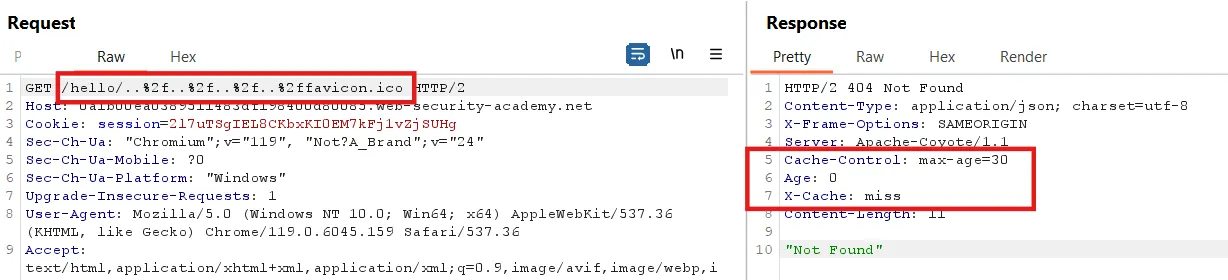 Request
P
Raw
Hex
\n
1 GET /hello/..%2f..%2f..%2f..%2ffavicon.ico HTTP/2
2 Host: web-security-academy.net
3 Cookie:
4 Sec-Ch-Ua: "Chromium";v="119", "Not?A_Brand";v="24"
5 Sec-Ch-Ua-Mobile: ?0
6 Sec-Ch-Ua-Platform: "Windows"
7 Upgrade-Insecure-Requests: 1
8 User-Agent: Mozilla/5.0 (Windows NT 10.0; Win64; x64) AppleWebKit/537.36
(KHTML, like Gecko) Chrome/119.0.6045.159 Safari/537.36
9 Accept:
text/html,application/xhtml+xml,application/xml;q=0.9,image/avif,image/webp,i
Response
Pretty
Raw
Hex
Render
1 HTTP/2 404 Not Found
2 Content-Type: application/json; charset=utf-8
3 X-Frame-Options: SAMEORIGIN
4 Server: Apache-Coyote/1.1
5 Cache-Control: max-age=30
6 Age: 0
7 X-Cache: miss
8 Content-Length: 11
9
10 "Not Found"